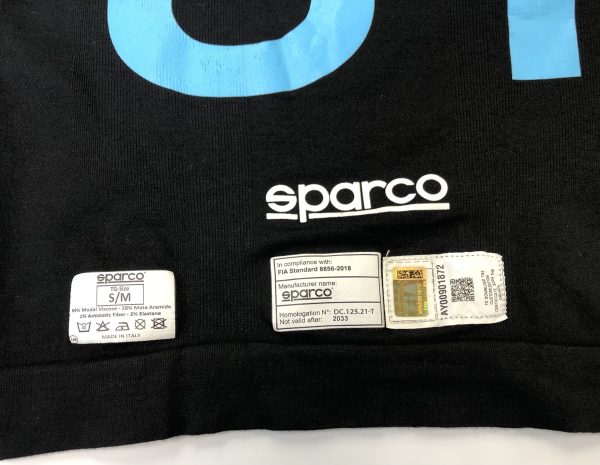 sparco
sparco
TG-Size
S/M
69% Modal Viscose - 28% Meta Aramide
1% Antistatic Fiber - 2% Elastane
MADE IN ITALY
In compliance with:
FIA Standard 8856-2018
Manufacturer name:
sparco
Homologation N°: DC.125.21-T
Not valid after: 2033
AY00901872